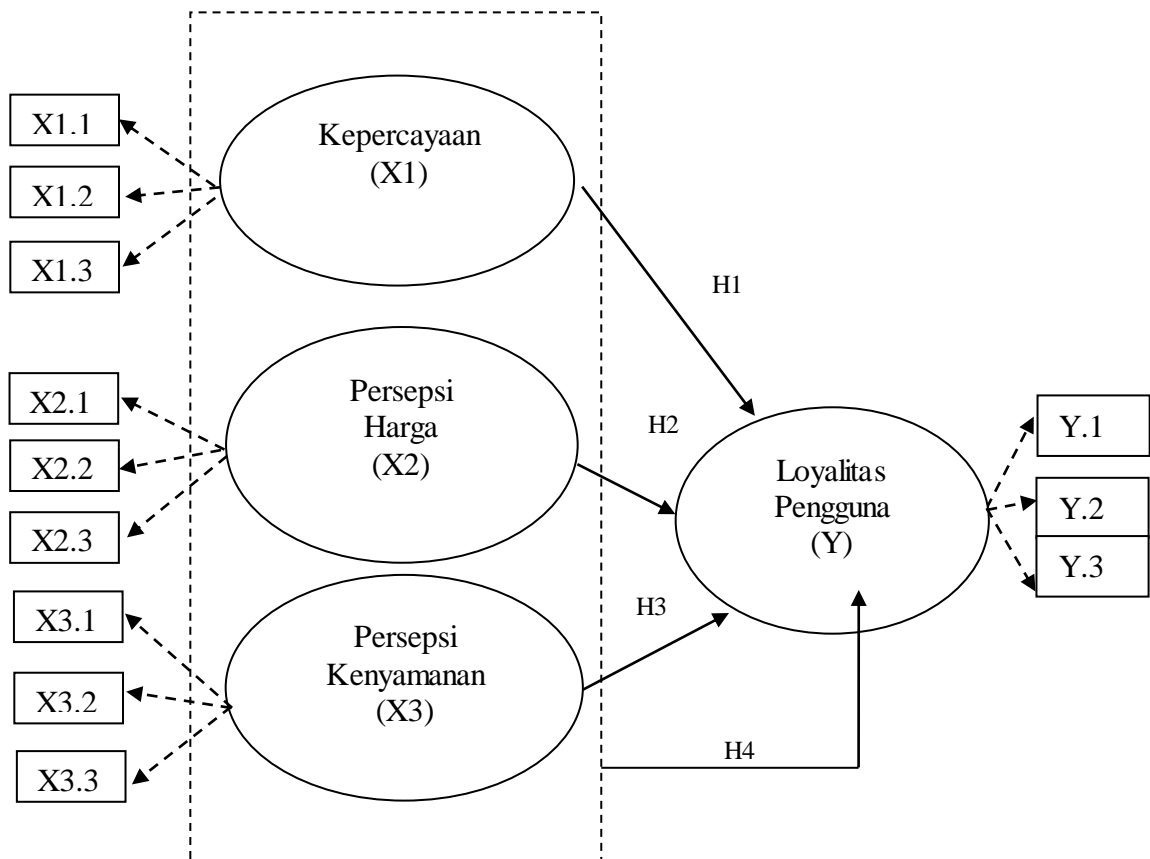 X1.1
X1.2
X1.3
Kepercayaan
(X1)
H1
X2.1
X2.2
X2.3
Persepsi
Harga
(X2)
H2
Loyalitas
Pengguna
(Y)
Y.1
Y.2
Y.3
X3.1
X3.2
X3.3
Persepsi
Kenyamanan
(X3)
H3
H4